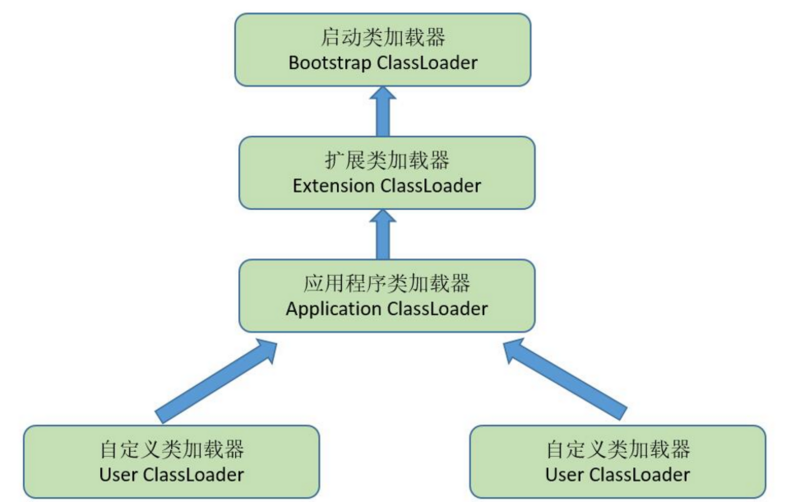 启动类加载器
Bootstrap ClassLoader
扩展类加载器
Extension ClassLoader
应用程序类加载器
Application ClassLoader
自定义类加载器
User ClassLoader
自定义类加载器
User ClassLoader